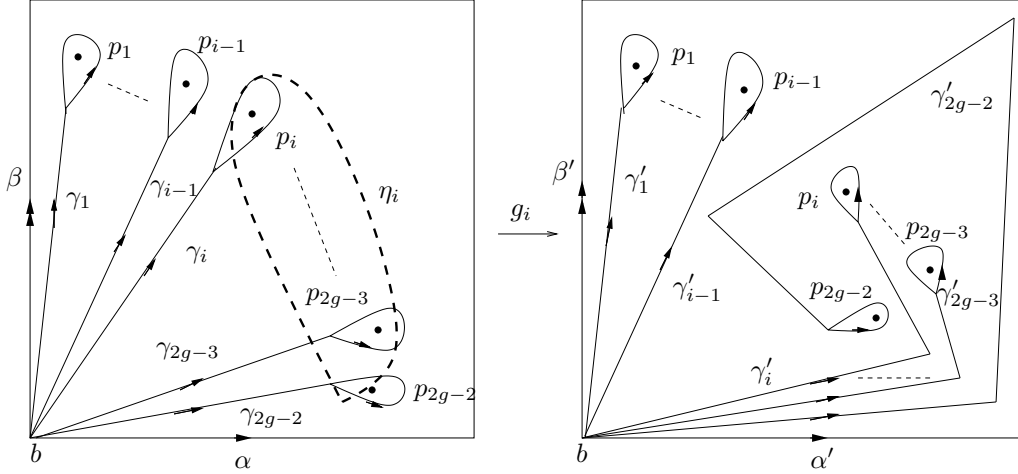 p_1
p_{i-1}
p_i
η_i
β
γ_1
γ_{i-1}
γ_i
p_{2g-3}
γ_{2g-3}
p_{2g-2}
γ_{2g-2}
b
α
g_i
p_1
p_{i-1}
γ'_{2g-2}
β'
γ'_1
p_i
p_{2g-3}
γ'_{i-1}
p_{2g-2}
γ'_{2g-3}
γ'_i
b
α'